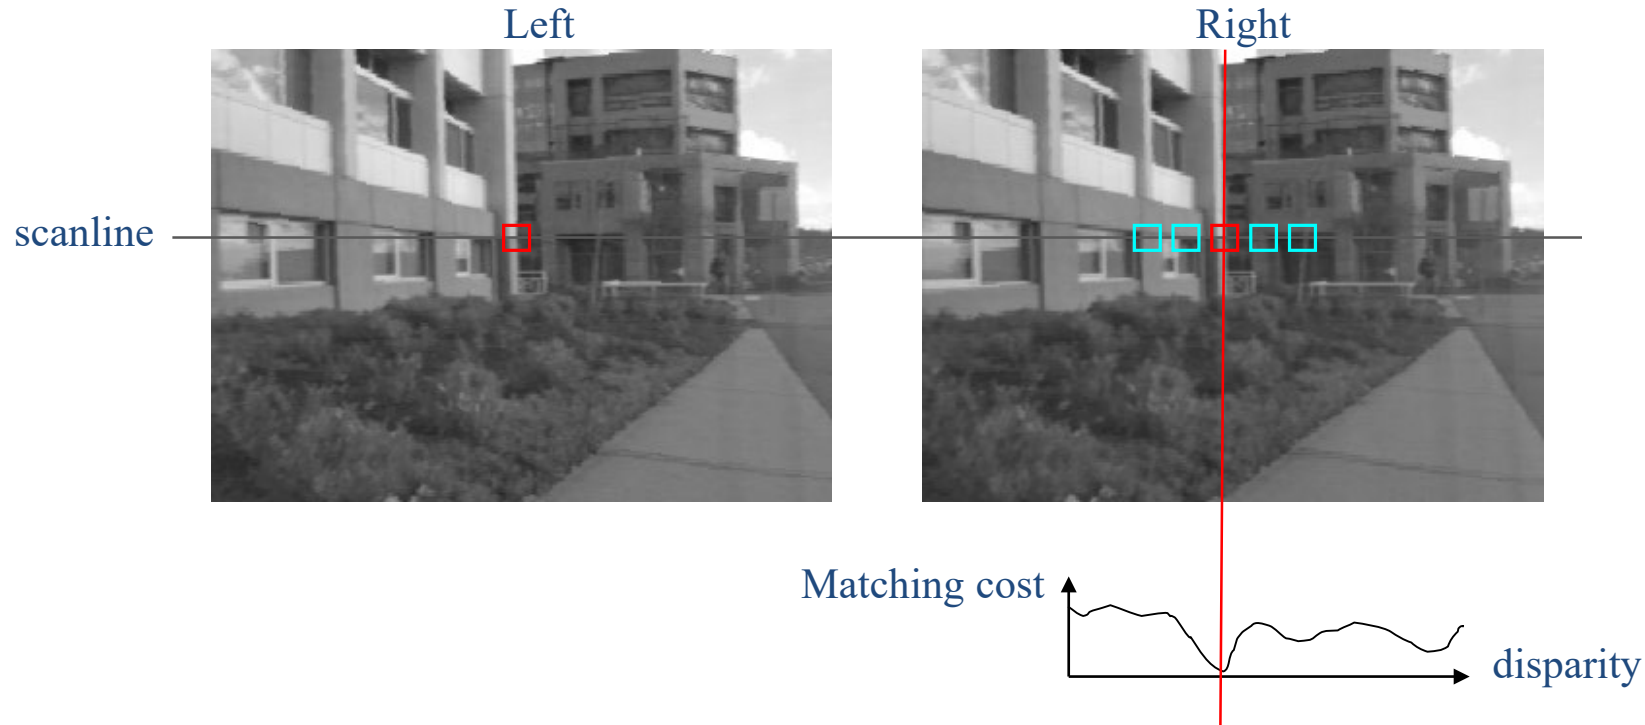 Left
Right
scanline
Matching cost
disparity